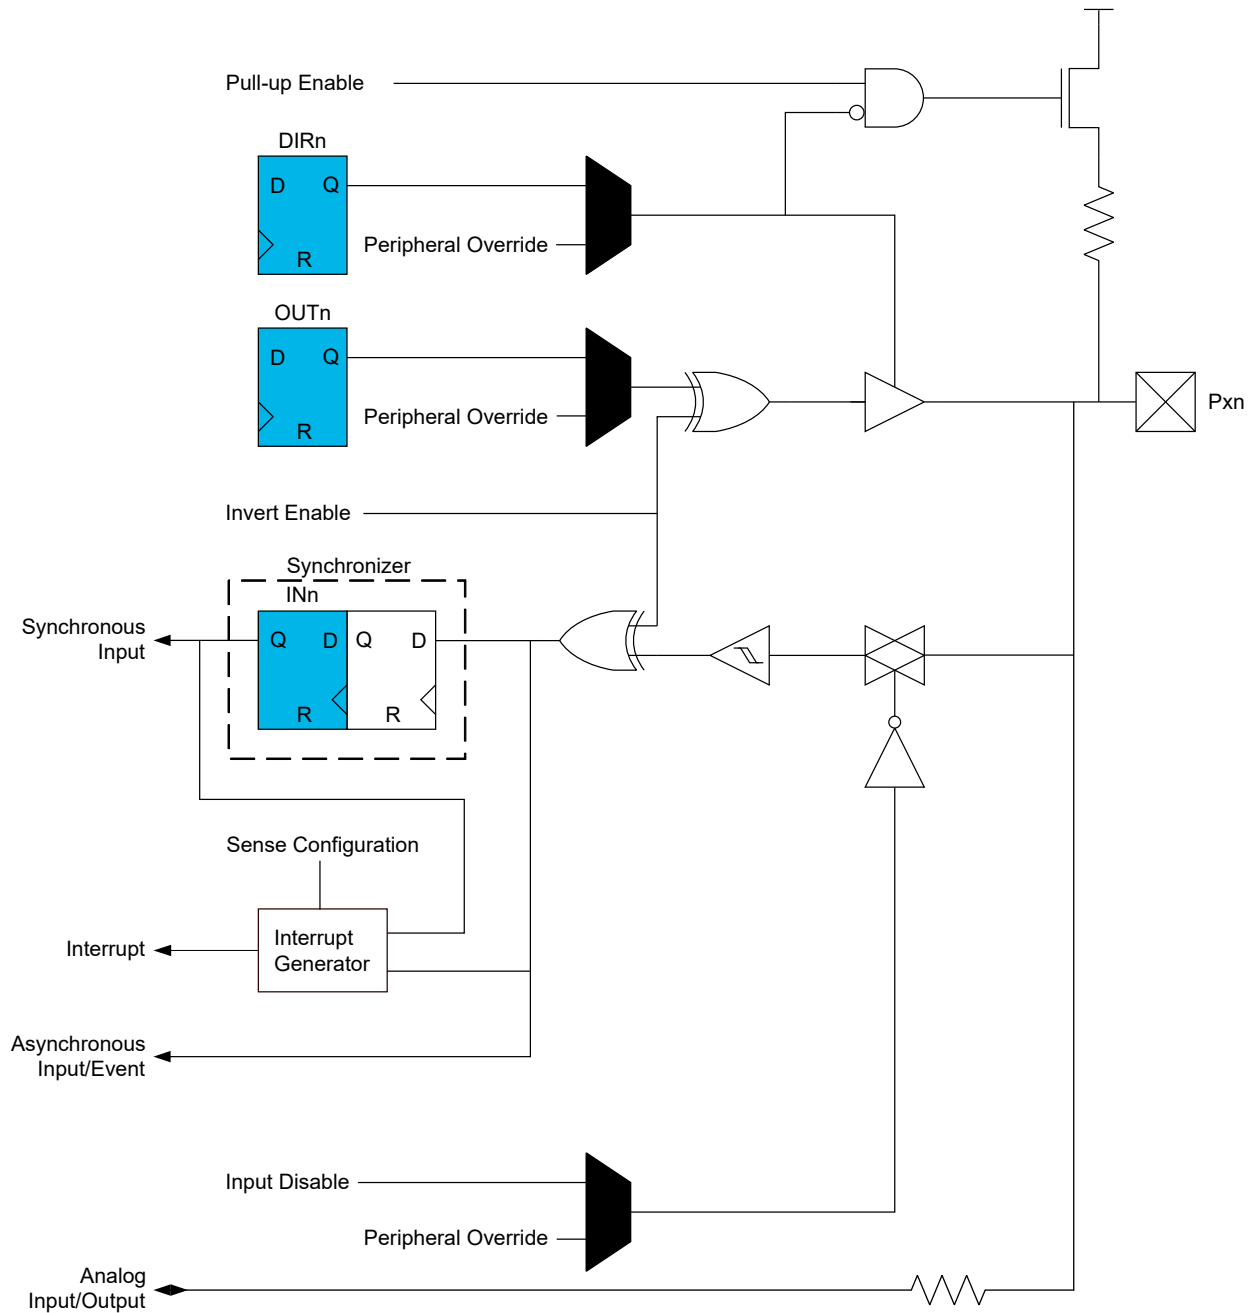 Pull-up Enable
DIRn
D Q
R
Peripheral Override
OUTn
D Q
R
Peripheral Override
Pxn
Invert Enable
Synchronizer
INn
Synchronous
Input
Q D Q D
R R
Sense Configuration
Interrupt
Interrupt
Generator
Asynchronous
Input/Event
Input Disable
Peripheral Override
Analog
Input/Output